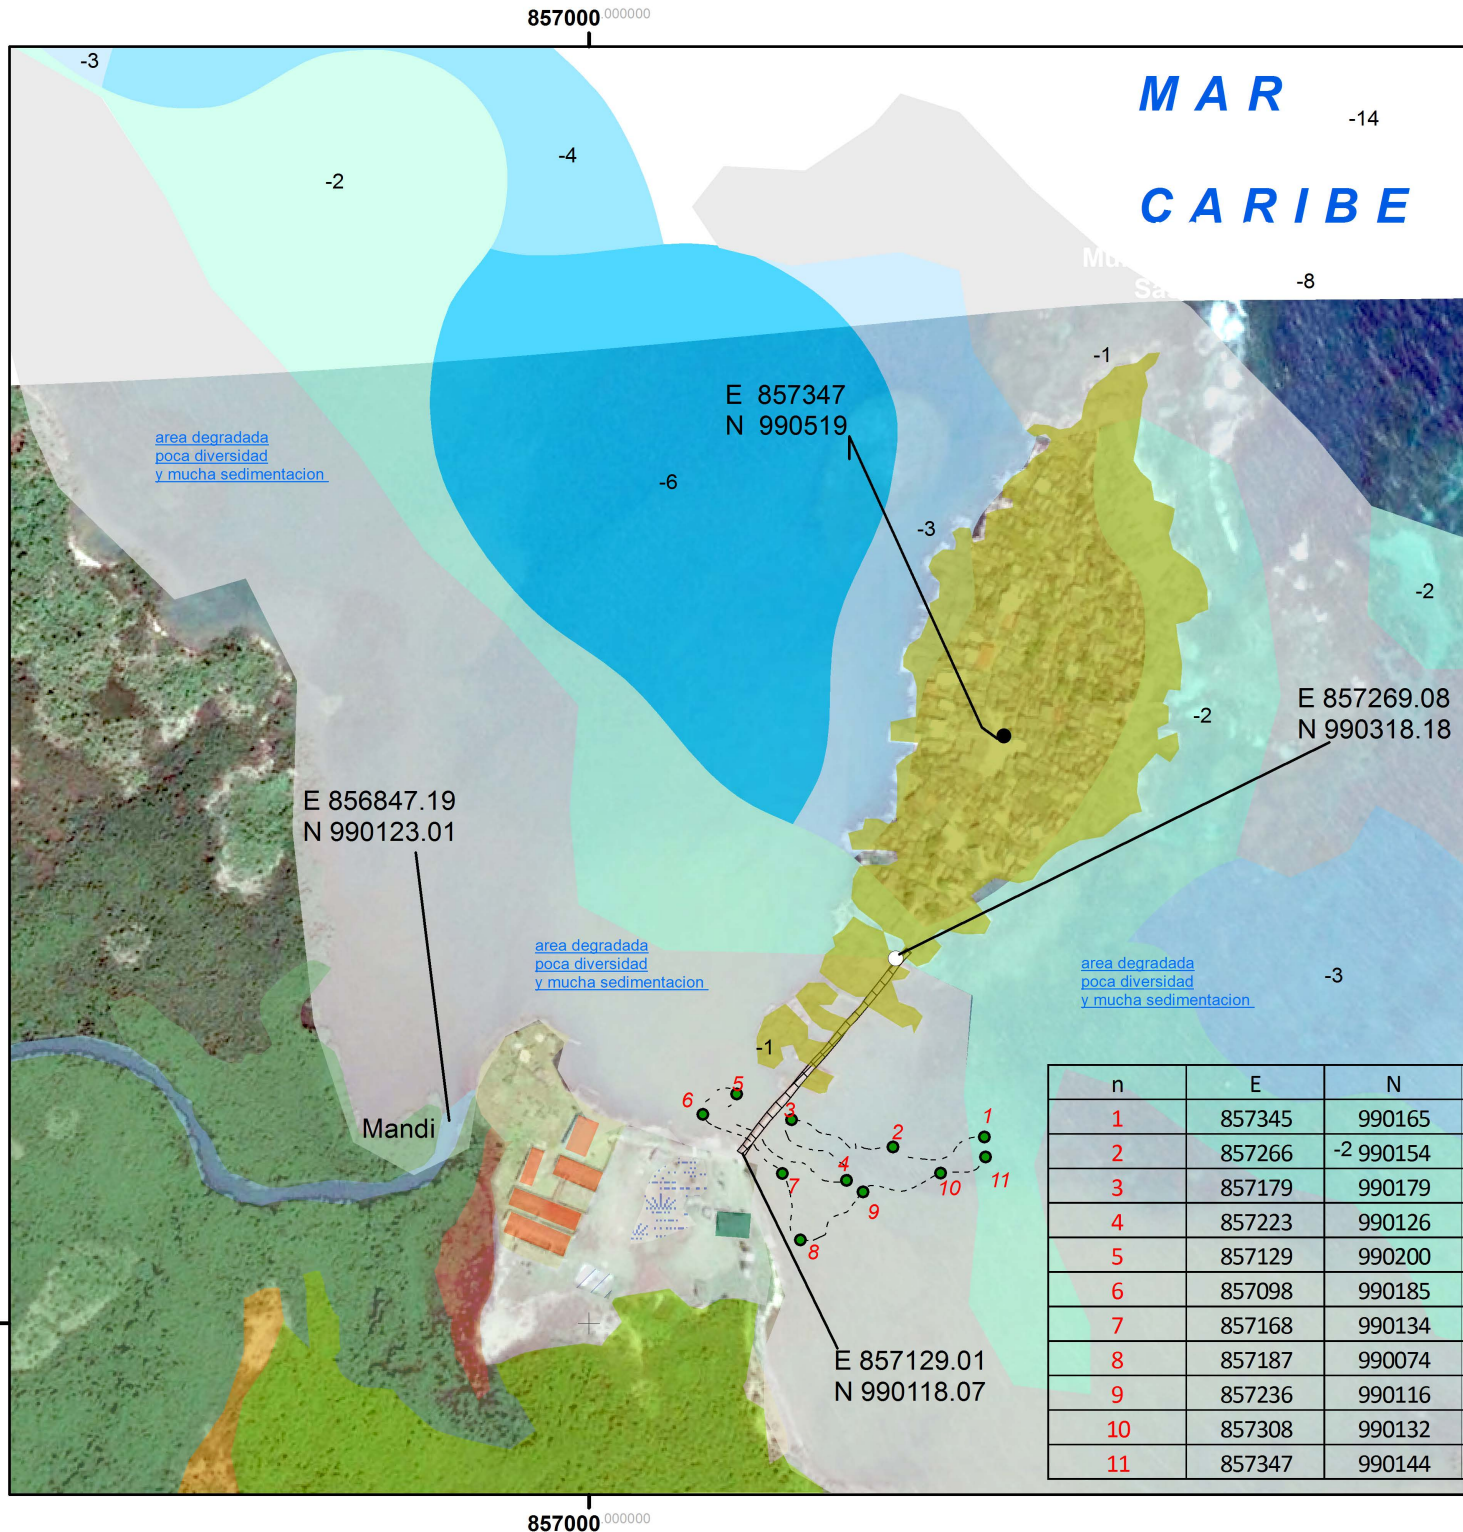 857000.000000
-3
MAR
-14
-4
-2
CARIBE
-8
-1
E 857347
N 990519
area degradada
poca diversidad
y mucha sedimentacion
-6
-3
-2
E 857269.08
N 990318.18
-2
E 856847.19
N 990123.01
area degradada
poca diversidad
y mucha sedimentacion
area degradada
poca diversidad
y mucha sedimentacion
-3
-1
5
6
3
2
1
Mandi
4
7
9
10
11
8
n E N
1 857345 990165
2 857266 -2 990154
3 857179 990179
4 857223 990126
5 857129 990200
6 857098 990185
7 857168 990134
8 857187 990074
9 857236 990116
10 857308 990132
11 857347 990144
E 857129.01
N 990118.07
857000.000000